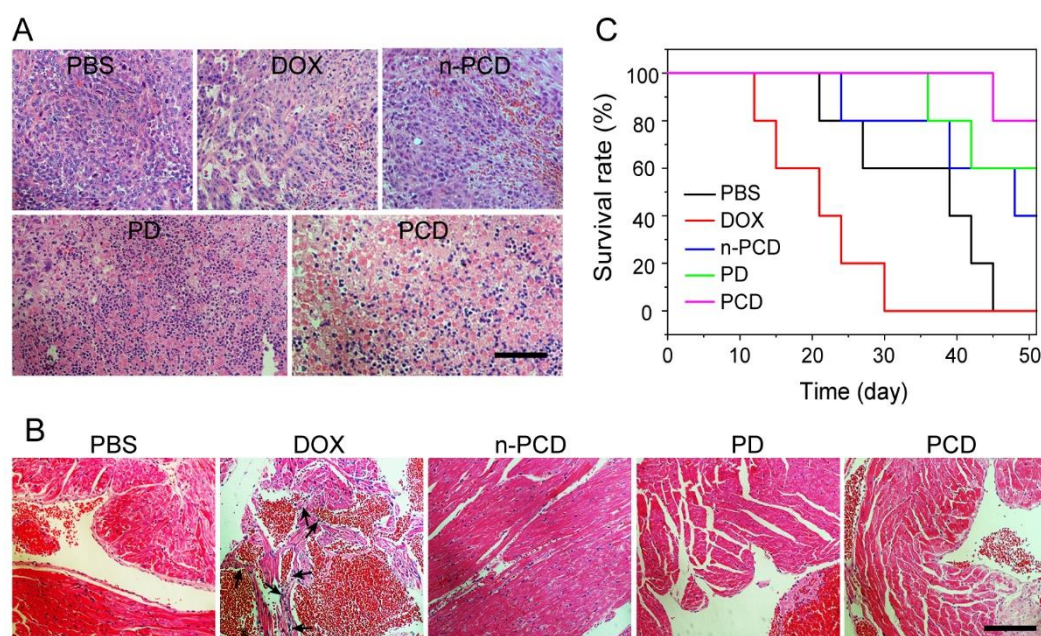 A
PBS
DOX
n-PCD
PD
PCD
C
Survival rate (%)
100
80
60
40
20
0
PBS
DOX
n-PCD
PD
PCD
0
10
20
30
40
50
Time (day)
B
PBS
DOX
n-PCD
PD
PCD